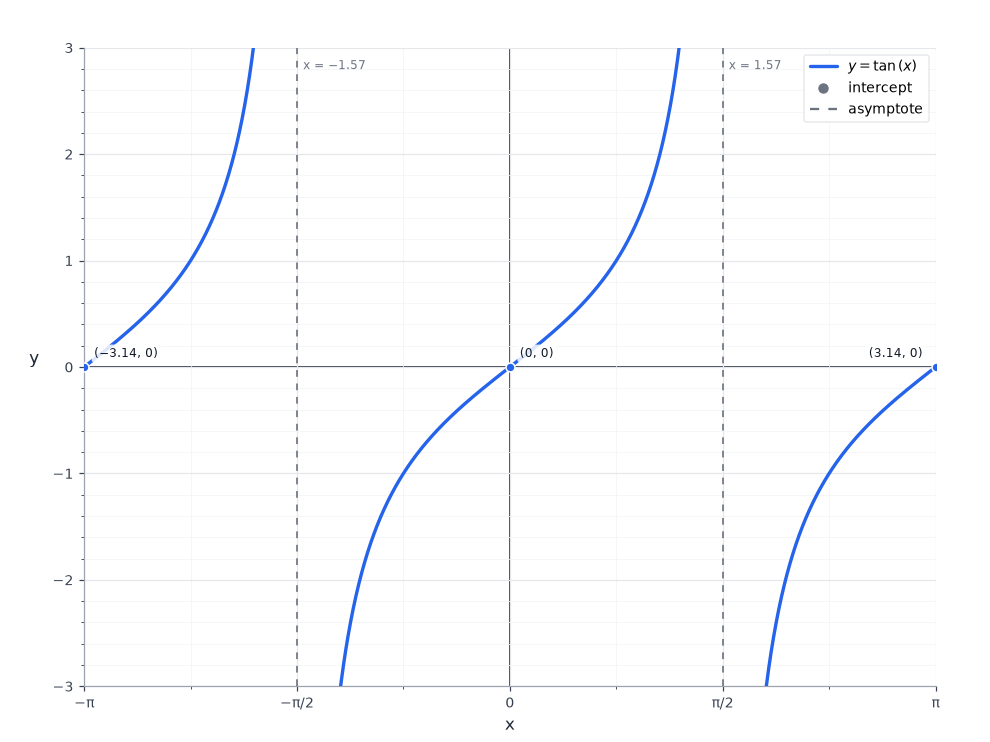 3
x = −1.57
x = 1.57
y = tan (x)
intercept
asymptote
2
1
(−3.14, 0)
(0, 0)
(3.14, 0)
y
0
−1
−2
−3
−π
−π/2
0
π/2
π
x